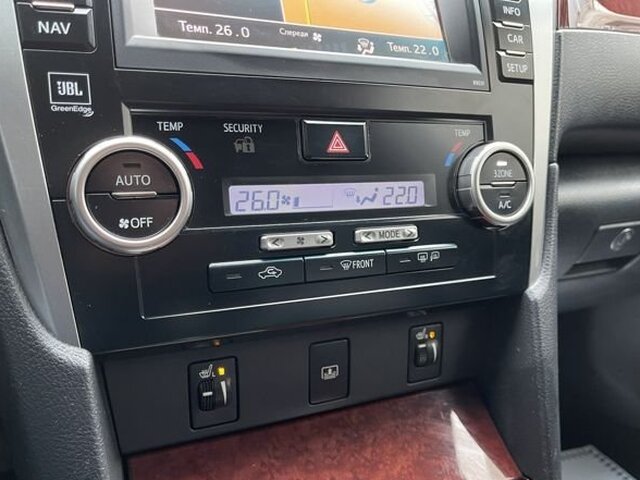 INFO
Темп. 26.0
Спереди
Темп. 22.0
NAV
CAR
SETUP
JBL
GreenEdge
TEMP
SECURITY
TEMP
AUTO
OFF
26.0
22.0
3ZONE
A/C
MODE
FRONT
L